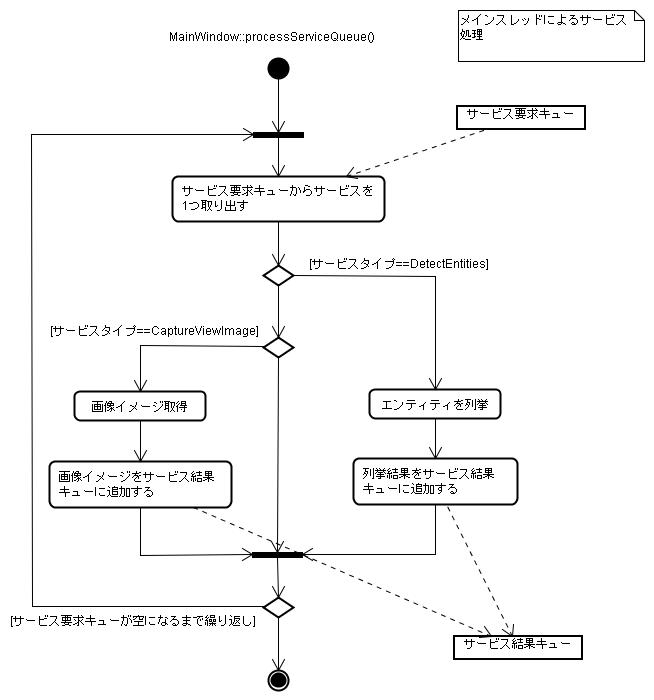 メインスレッドによるサービス
処理
MainWindow::processServiceQueue()
サービス要求キュー
サービス要求キューからサービスを
1つ取り出す
[サービスタイプ==DetectEntities]
[サービスタイプ==CaptureViewImage]
画像イメージ取得
エンティティを列挙
画像イメージをサービス結果
キューに追加する
列挙結果をサービス結果
キューに追加する
[サービス要求キューが空になるまで繰り返し]
サービス結果キュー